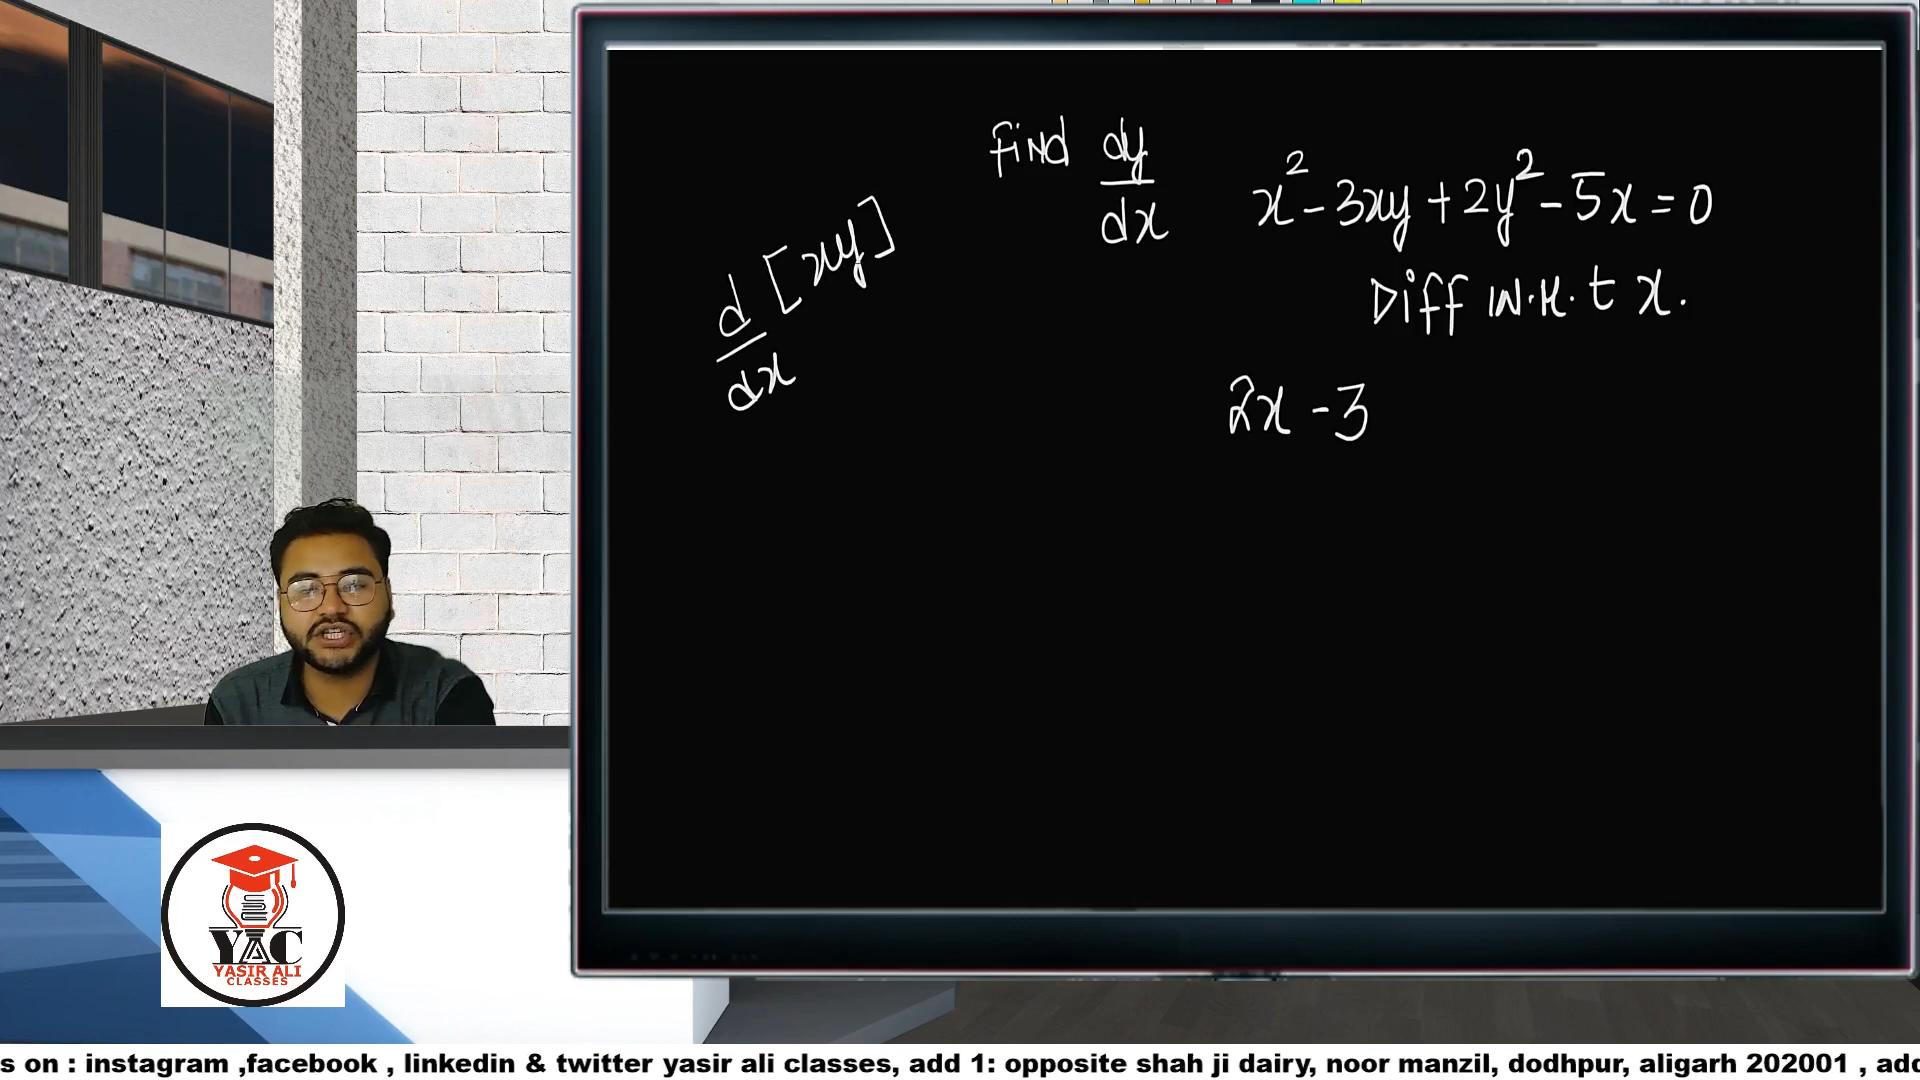 find dy/dx x² - 3xy + 2y² - 5x = 0
Diff w.r.t x.
d/dx [xy]
2x - 3
YAC
YASIR ALI
CLASSES
s on : instagram ,facebook , linkedin & twitter yasir ali classes, add 1: opposite shah ji dairy, noor manzil, dodhpur, aligarh 202001 , add